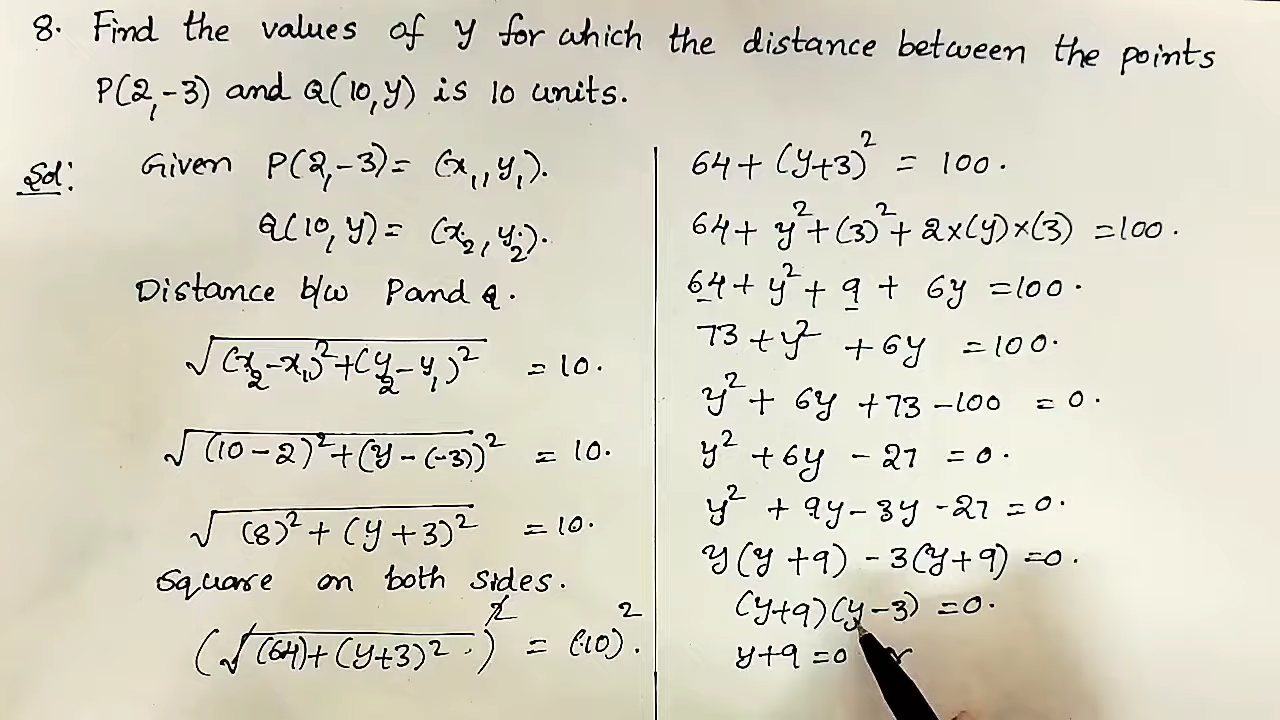 8. Find the values of y for which the distance between the points
P(2,-3) and Q(10,y) is 10 units.
Sol:
Given P(2,-3) = (x₁,y₁).
Q(10,y) = (x₂,y₂).
Distance b/w P and Q.
√(x₂-x₁)²+(y₂-y₁)² = 10.
√(10-2)²+(y-(-3))² = 10.
√(8)²+(y+3)² = 10.
Square on both sides.
(√(64)+(y+3)²)² = (10)².
64+(y+3)² = 100.
64+y²+(3)²+2×(y)×(3) = 100.
64+y²+9+6y = 100.
73+y²+6y = 100.
y²+6y+73-100 = 0.
y²+6y-27 = 0.
y²+9y-3y-27 = 0.
y(y+9)-3(y+9) = 0.
(y+9)(y-3) = 0.
y+9 = 0